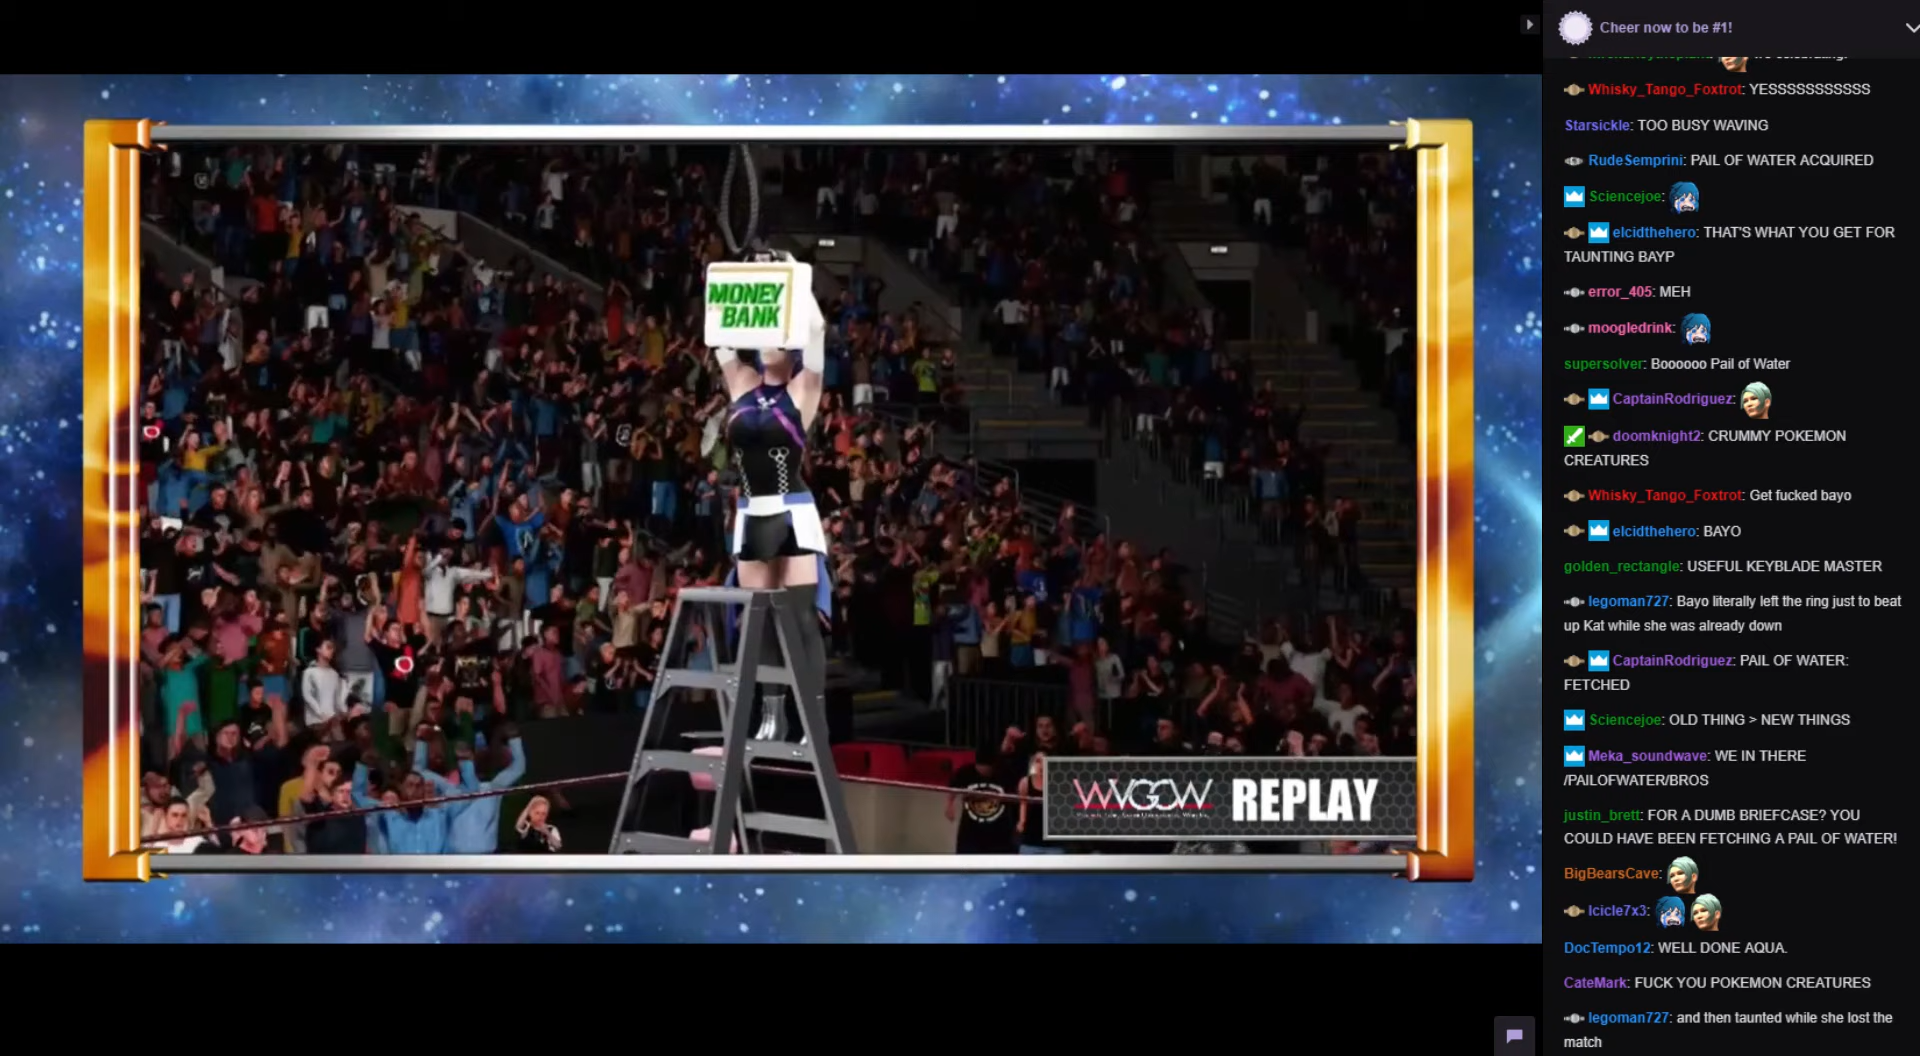 Cheer now to be #1!
Whisky_Tango_Foxtrot: YESSSSSSSSSSS
Starsickle: TOO BUSY WAVING
RudeSemprini: PAIL OF WATER ACQUIRED
Sciencejoe:
elcidthehero: THAT'S WHAT YOU GET FOR
TAUNTING BAYP
error_405: MEH
moogledrink:
supersolver: Boooooo Pail of Water
CaptainRodriguez:
doomknight2: CRUMMY POKEMON
CREATURES
Whisky_Tango_Foxtrot: Get fucked bayo
elcidthehero: BAYO
golden_rectangle: USEFUL KEYBLADE MASTER
legoman727: Bayo literally left the ring just to beat
up Kat while she was already down
CaptainRodriguez: PAIL OF WATER:
FETCHED
Sciencejoe: OLD THING > NEW THINGS
Meka_soundwave: WE IN THERE
/PAILOFWATER/BROS
justin_brett: FOR A DUMB BRIEFCASE? YOU
COULD HAVE BEEN FETCHING A PAIL OF WATER!
BigBearsCave:
Icicle7x3:
DocTempo12: WELL DONE AQUA.
CateMark: FUCK YOU POKEMON CREATURES
legoman727: and then taunted while she lost the
match
MONEY
BANK
WVGCW REPLAY